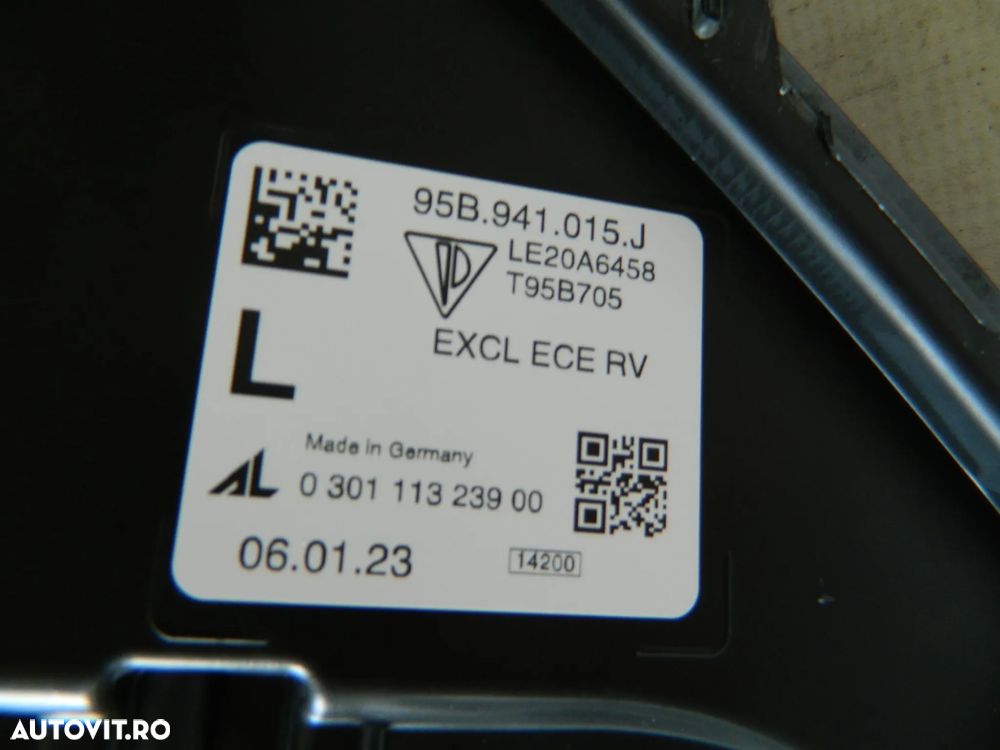 95B.941.015.J
LE20A6458
T95B705
EXCL ECE RV
L
Made in Germany
AL 0 301 113 239 00
06.01.23
14200
AUTOVIT.RO